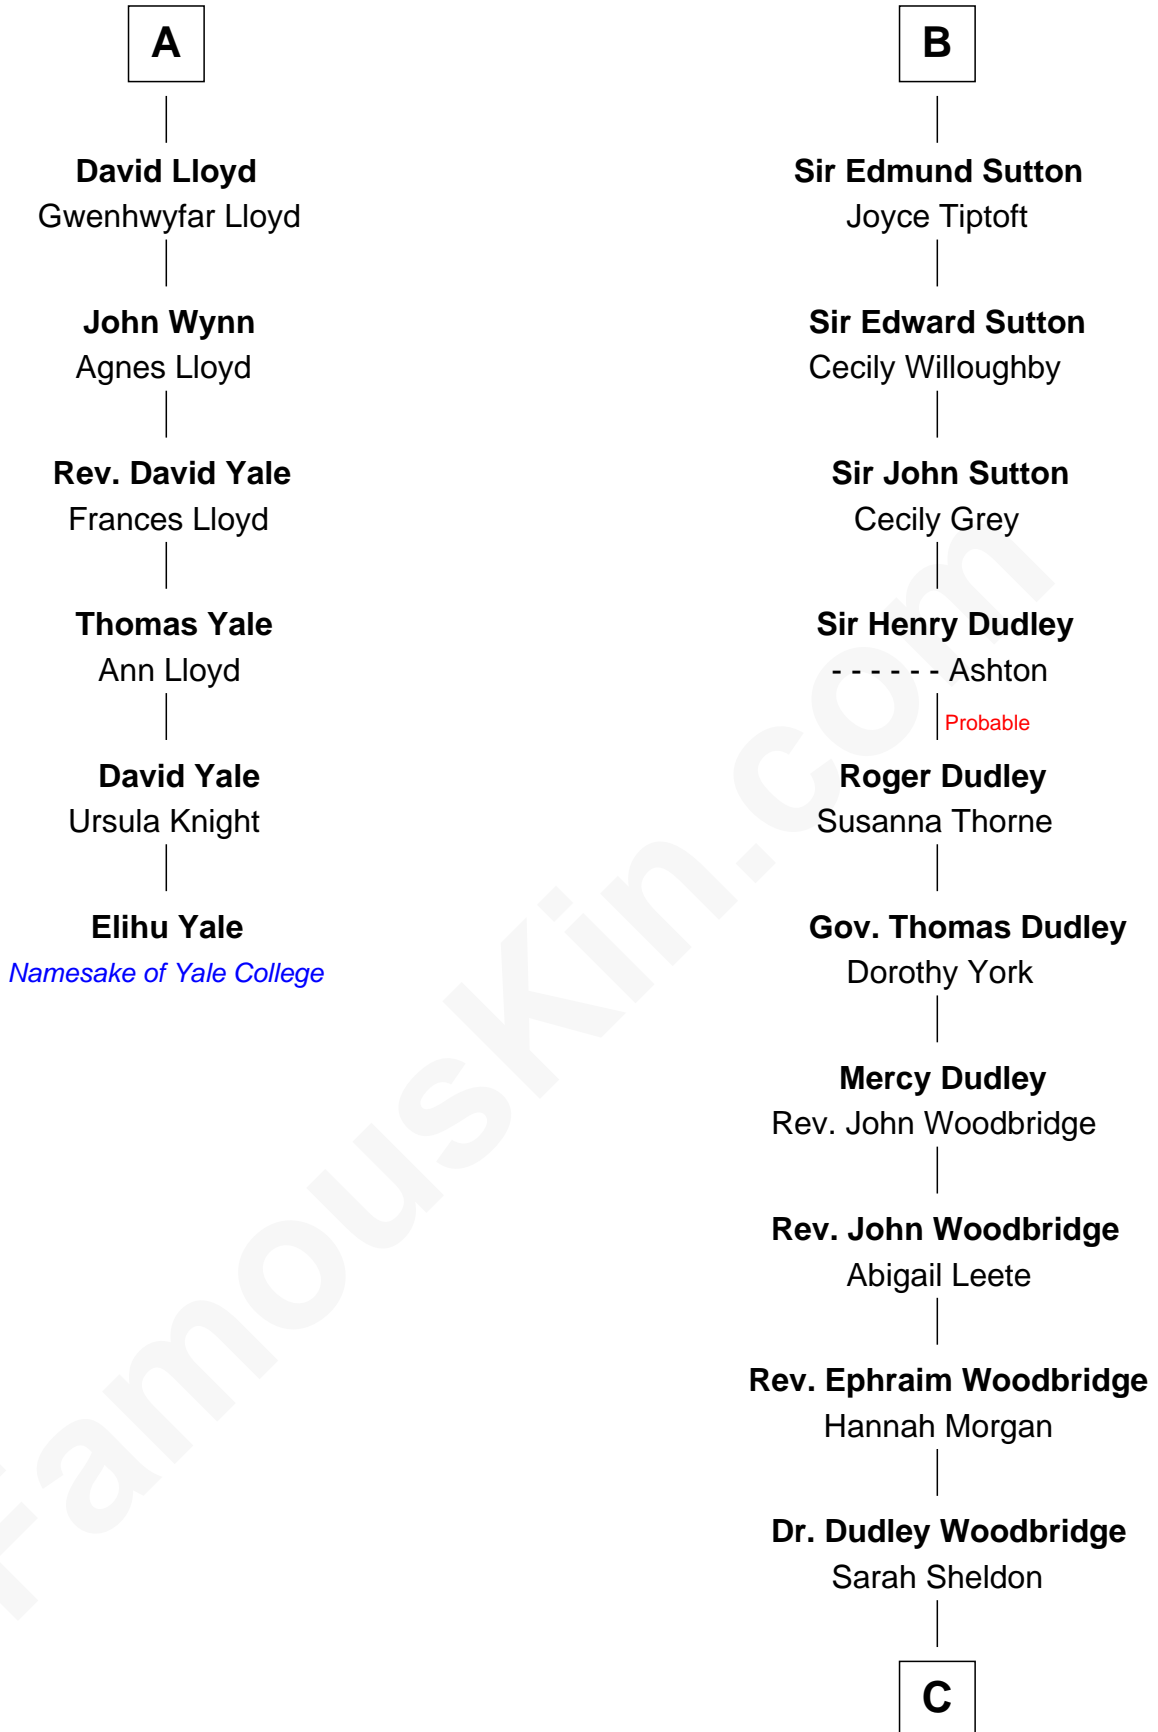 A
David Lloyd
Gwenhwyfar Lloyd
John Wynn
Agnes Lloyd
Rev. David Yale
Frances Lloyd
Thomas Yale
Ann Lloyd
David Yale
Ursula Knight
Elihu Yale
Namesake of Yale College
B
Sir Edmund Sutton
Joyce Tiptoft
Sir Edward Sutton
Cecily Willoughby
Sir John Sutton
Cecily Grey
Sir Henry Dudley
- - - - - - Ashton
Probable
Roger Dudley
Susanna Thorne
Gov. Thomas Dudley
Dorothy York
Mercy Dudley
Rev. John Woodbridge
Rev. John Woodbridge
Abigail Leete
Rev. Ephraim Woodbridge
Hannah Morgan
Dr. Dudley Woodbridge
Sarah Sheldon
C
FamousKin.com